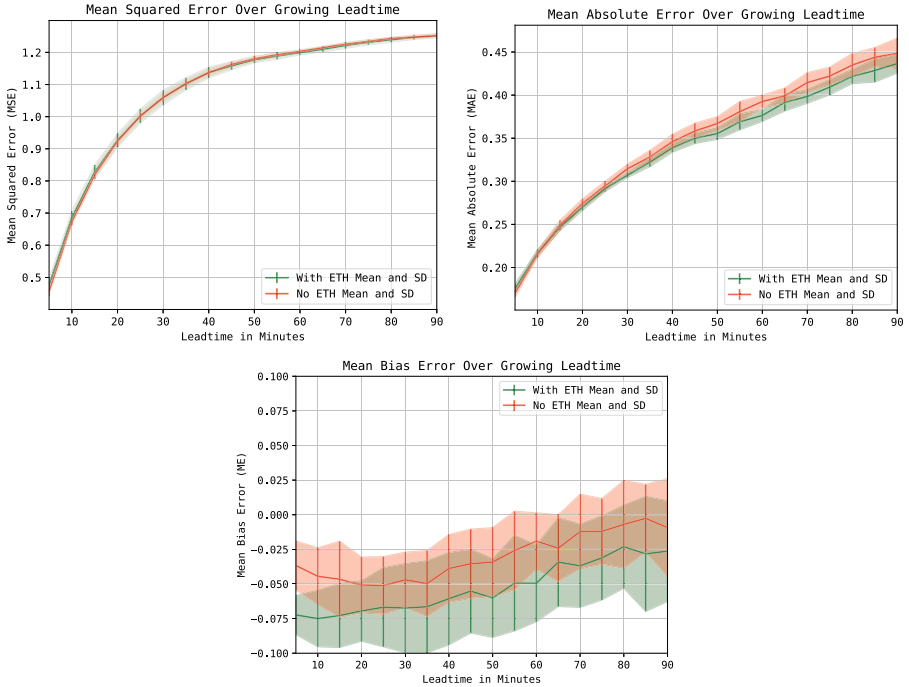 Mean Squared Error Over Growing Leadtime
Mean Squared Error (MSE)
1.2
1.1
1.0
0.9
0.8
0.7
0.6
0.5
With ETH Mean and SD
No ETH Mean and SD
10 20 30 40 50 60 70 80 90
Leadtime in Minutes
Mean Absolute Error Over Growing Leadtime
Mean Absolute Error (MAE)
0.45
0.40
0.35
0.30
0.25
0.20
With ETH Mean and SD
No ETH Mean and SD
10 20 30 40 50 60 70 80 90
Leadtime in Minutes
Mean Bias Error Over Growing Leadtime
Mean Bias Error (ME)
0.100
0.075
0.050
0.025
0.000
−0.025
−0.050
−0.075
−0.100
With ETH Mean and SD
No ETH Mean and SD
10 20 30 40 50 60 70 80 90
Leadtime in Minutes